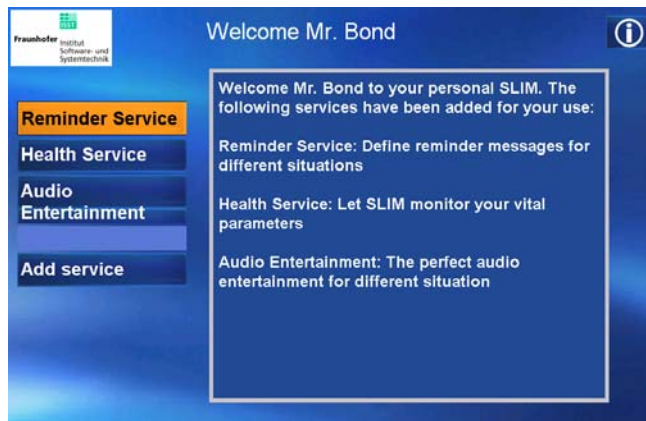 ISST
Fraunhofer Institut
Software- und
Systemtechnik
Welcome Mr. Bond
i
Reminder Service
Health Service
Audio
Entertainment
Add service
Welcome Mr. Bond to your personal SLIM. The
following services have been added for your use:
Reminder Service: Define reminder messages for
different situations
Health Service: Let SLIM monitor your vital
parameters
Audio Entertainment: The perfect audio
entertainment for different situation